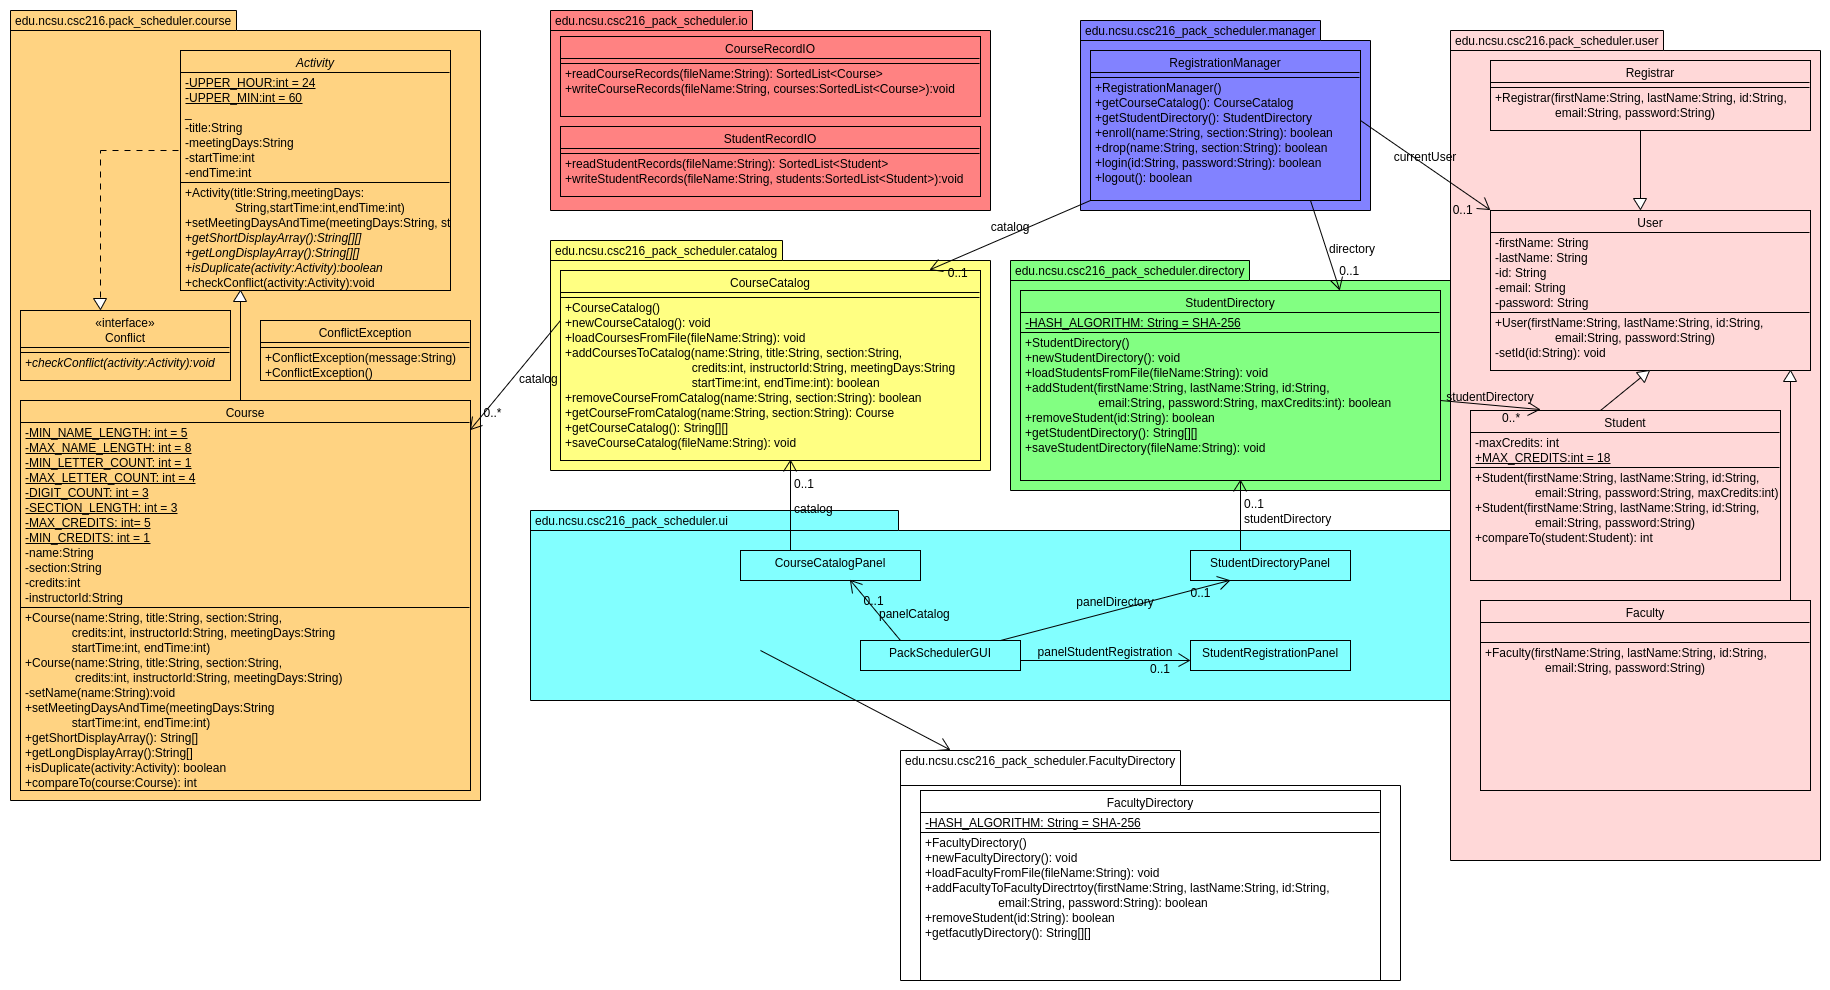 edu.ncsu.csc216.pack_scheduler.course
Activity
-UPPER_HOUR:int = 24
-UPPER_MIN:int = 60
_
-title:String
-meetingDays:String
-startTime:int
-endTime:int
+Activity(title:String,meetingDays:
String,startTime:int,endTime:int)
+setMeetingDaysAndTime(meetingDays:String, st
+getShortDisplayArray():String[][]
+getLongDisplayArray():String[][]
+isDuplicate(activity:Activity):boolean
+checkConflict(activity:Activity):void
«interface»
Conflict
+checkConflict(activity:Activity):void
ConflictException
+ConflictException(message:String)
+ConflictException()
Course
-MIN_NAME_LENGTH: int = 5
-MAX_NAME_LENGTH: int = 8
-MIN_LETTER_COUNT: int = 1
-MAX_LETTER_COUNT: int = 4
-DIGIT_COUNT: int = 3
-SECTION_LENGTH: int = 3
-MAX_CREDITS: int= 5
-MIN_CREDITS: int = 1
-name:String
-section:String
-credits:int
-instructorId:String
+Course(name:String, title:String, section:String,
credits:int, instructorId:String, meetingDays:String
startTime:int, endTime:int)
+Course(name:String, title:String, section:String,
credits:int, instructorId:String, meetingDays:String)
-setName(name:String):void
+setMeetingDaysAndTime(meetingDays:String
startTime:int, endTime:int)
+getShortDisplayArray(): String[]
+getLongDisplayArray():String[]
+isDuplicate(activity:Activity): boolean
+compareTo(course:Course): int
edu.ncsu.csc216_pack_scheduler.io
CourseRecordIO
+readCourseRecords(fileName:String): SortedList<Course>
+writeCourseRecords(fileName:String, courses:SortedList<Course>):void
StudentRecordIO
+readStudentRecords(fileName:String): SortedList<Student>
+writeStudentRecords(fileName:String, students:SortedList<Student>):void
edu.ncsu.csc216_pack_scheduler.manager
RegistrationManager
+RegistrationManager()
+getCourseCatalog(): CourseCatalog
+getStudentDirectory(): StudentDirectory
+enroll(name:String, section:String): boolean
+drop(name:String, section:String): boolean
+login(id:String, password:String): boolean
+logout(): boolean
currentUser
0..1
catalog
0..1
directory
0..1
edu.ncsu.csc216_pack_scheduler.catalog
CourseCatalog
+CourseCatalog()
+newCourseCatalog(): void
+loadCoursesFromFile(fileName:String): void
+addCoursesToCatalog(name:String, title:String, section:String,
credits:int, instructorId:String, meetingDays:String
startTime:int, endTime:int): boolean
+removeCourseFromCatalog(name:String, section:String): boolean
+getCourseFromCatalog(name:String, section:String): Course
+getCourseCatalog(): String[][]
+saveCourseCatalog(fileName:String): void
catalog
0..*
edu.ncsu.csc216_pack_scheduler.directory
StudentDirectory
-HASH_ALGORITHM: String = SHA-256
+StudentDirectory()
+newStudentDirectory(): void
+loadStudentsFromFile(fileName:String): void
+addStudent(firstName:String, lastName:String, id:String,
email:String, password:String, maxCredits:int): boolean
+removeStudent(id:String): boolean
+getStudentDirectory(): String[][]
+saveStudentDirectory(fileName:String): void
studentDirectory
0..*
edu.ncsu.csc216.pack_scheduler.user
Registrar
+Registrar(firstName:String, lastName:String, id:String,
email:String, password:String)
User
-firstName: String
-lastName: String
-id: String
-email: String
-password: String
+User(firstName:String, lastName:String, id:String,
email:String, password:String)
-setId(id:String): void
Student
-maxCredits: int
+MAX_CREDITS:int = 18
+Student(firstName:String, lastName:String, id:String,
email:String, password:String, maxCredits:int)
+Student(firstName:String, lastName:String, id:String,
email:String, password:String)
+compareTo(student:Student): int
Faculty
+Faculty(firstName:String, lastName:String, id:String,
email:String, password:String)
edu.ncsu.csc216_pack_scheduler.ui
0..1
catalog
0..1
studentDirectory
CourseCatalogPanel
StudentDirectoryPanel
0..1
panelCatalog
panelDirectory
0..1
PackSchedulerGUI
panelStudentRegistration
0..1
StudentRegistrationPanel
edu.ncsu.csc216_pack_scheduler.FacultyDirectory
FacultyDirectory
-HASH_ALGORITHM: String = SHA-256
+FacultyDirectory()
+newFacultyDirectory(): void
+loadFacultyFromFile(fileName:String): void
+addFacultyToFacultyDirectrtoy(firstName:String, lastName:String, id:String,
email:String, password:String): boolean
+removeStudent(id:String): boolean
+getfacutlyDirectory(): String[][]